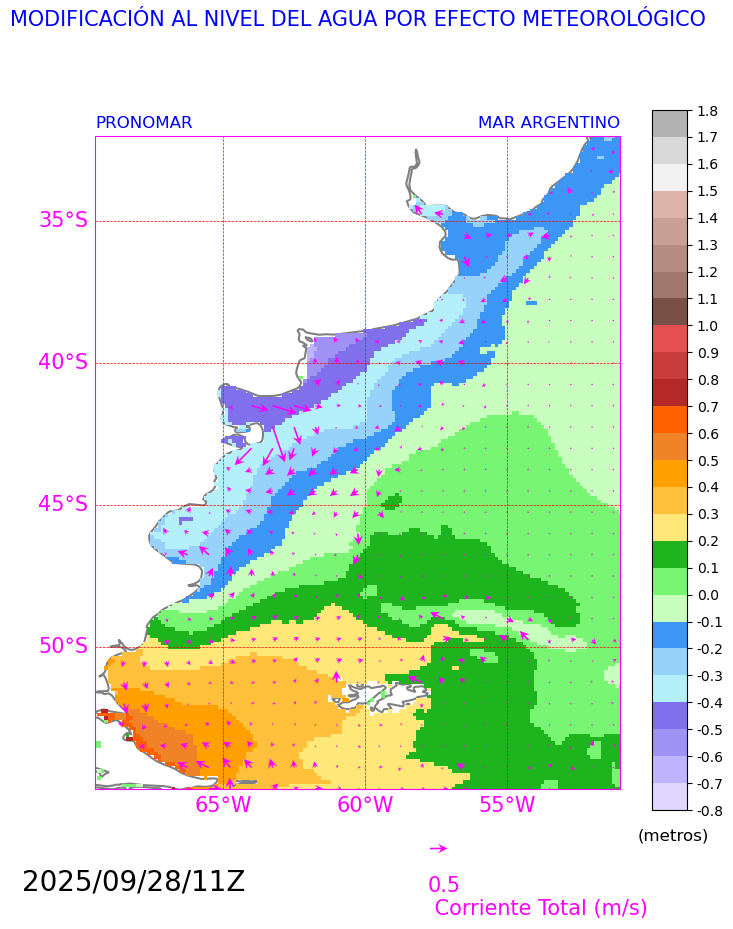 MODIFICACIÓN AL NIVEL DEL AGUA POR EFECTO METEOROLÓGICO
PRONOMAR
MAR ARGENTINO
35°S
40°S
45°S
50°S
65°W
60°W
55°W
1.8
1.7
1.6
1.5
1.4
1.3
1.2
1.1
1.0
0.9
0.8
0.7
0.6
0.5
0.4
0.3
0.2
0.1
0.0
-0.1
-0.2
-0.3
-0.4
-0.5
-0.6
-0.7
-0.8
(metros)
2025/09/28/11Z
0.5
Corriente Total (m/s)